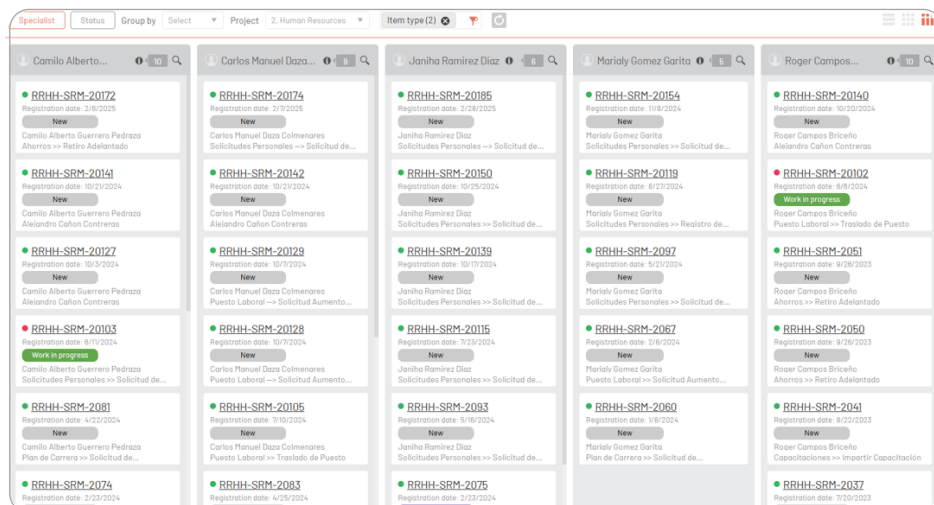 Specialist Status Group by Select Project 2. Human Resources Item type (2)
Camilo Alberto... 10
RRHH-SRM-20172
Registration date: 2/6/2025
New
Camilo Alberto Guerrero Pedraza
Ahorros >> Retiro Adelantado
RRHH-SRM-20141
Registration date: 10/21/2024
New
Camilo Alberto Guerrero Pedraza
Alejandro Cañon Contreras
RRHH-SRM-20127
Registration date: 10/3/2024
New
Camilo Alberto Guerrero Pedraza
Alejandro Cañon Contreras
RRHH-SRM-20103
Registration date: 6/11/2024
Work in progress
Camilo Alberto Guerrero Pedraza
Solicitudes Personales >> Solicitud de...
RRHH-SRM-2081
Registration date: 4/22/2024
New
Camilo Alberto Guerrero Pedraza
Plan de Carrera >> Solicitud de...
RRHH-SRM-2074
Registration date: 2/23/2024
Carlos Manuel Daza... 9
RRHH-SRM-20174
Registration date: 2/7/2025
New
Carlos Manuel Daza Colmenares
Solicitudes Personales —> Solicitud de...
RRHH-SRM-20142
Registration date: 10/21/2024
New
Carlos Manuel Daza Colmenares
Alejandro Cañon Contreras
RRHH-SRM-20129
Registration date: 10/7/2024
New
Carlos Manuel Daza Colmenares
Puesto Laboral —> Solicitud Aumento...
RRHH-SRM-20128
Registration date: 10/7/2024
New
Carlos Manuel Daza Colmenares
Puesto Laboral —> Solicitud Aumento...
RRHH-SRM-20105
Registration date: 7/10/2024
New
Carlos Manuel Daza Colmenares
Puesto Laboral >> Traslado de Puesto
RRHH-SRM-2083
Registration date: 4/25/2024
Janiha Ramirez Diaz 6
RRHH-SRM-20185
Registration date: 2/28/2025
New
Janiha Ramirez Diaz
Solicitudes Personales —> Solicitud de...
RRHH-SRM-20150
Registration date: 10/25/2024
New
Janiha Ramirez Diaz
Solicitudes Personales >> Solicitud de...
RRHH-SRM-20139
Registration date: 10/17/2024
New
Janiha Ramirez Diaz
Solicitudes Personales >> Solicitud de...
RRHH-SRM-20115
Registration date: 7/23/2024
New
Janiha Ramirez Diaz
Solicitudes Personales >> Solicitud de...
RRHH-SRM-2093
Registration date: 5/16/2024
New
Janiha Ramirez Diaz
Solicitudes Personales >> Solicitud de...
RRHH-SRM-2075
Registration date: 2/23/2024
Marialy Gomez Garita 5
RRHH-SRM-20154
Registration date: 11/8/2024
New
Marialy Gomez Garita
Solicitudes Personales >> Solicitud de...
RRHH-SRM-20119
Registration date: 8/27/2024
New
Marialy Gomez Garita
Solicitudes Personales >> Registro de...
RRHH-SRM-2097
Registration date: 5/21/2024
New
Marialy Gomez Garita
Solicitudes Personales >> Solicitud de...
RRHH-SRM-2067
Registration date: 2/6/2024
New
Marialy Gomez Garita
Puesto Laboral >> Solicitud Aumento...
RRHH-SRM-2060
Registration date: 1/8/2024
New
Marialy Gomez Garita
Plan de Carrera >> Solicitud de...
Roger Campos... 10
RRHH-SRM-20140
Registration date: 10/20/2024
New
Roger Campos Briceño
Alejandro Cañon Contreras
RRHH-SRM-20102
Registration date: 6/6/2024
Work in progress
Roger Campos Briceño
Puesto Laboral >> Traslado de Puesto
RRHH-SRM-2051
Registration date: 9/26/2023
New
Roger Campos Briceño
Ahorros >> Retiro Adelantado
RRHH-SRM-2050
Registration date: 9/26/2023
New
Roger Campos Briceño
Ahorros >> Retiro Adelantado
RRHH-SRM-2041
Registration date: 8/22/2023
New
Roger Campos Briceño
Capacitaciones >> Impartir Capacitación
RRHH-SRM-2037
Registration date: 7/20/2023